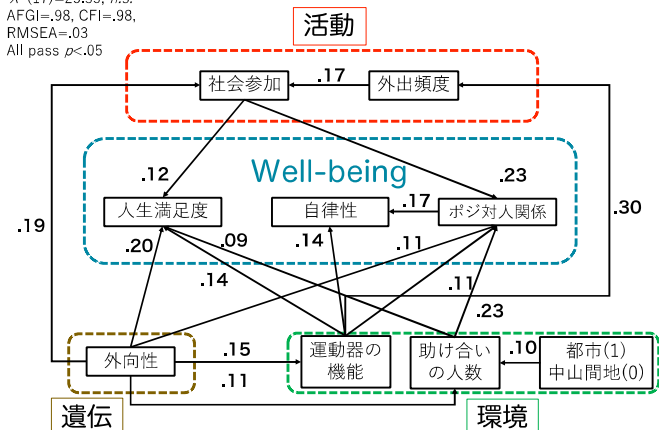 AFGI=.98, CFI=.98,
RMSEA=.03
All pass p<.05
活動
社会参加
.17
外出頻度
Well-being
.12
.23
.19
人生満足度
自律性
.17
ポジ対人関係
.30
.20
.09
.14
.11
.14
.11
.23
外向性
.15
運動器の
機能
助け合い
の人数
.10
都市(1)
中山間地(0)
.11
遺伝
環境